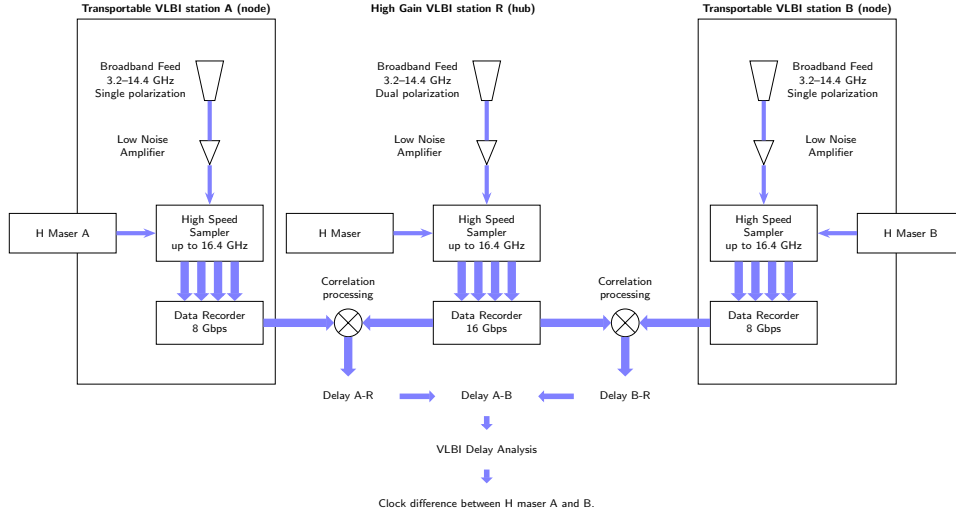 Transportable VLBI station A (node)
High Gain VLBI station R (hub)
Transportable VLBI station B (node)
Broadband Feed
3.2–14.4 GHz
Single polarization
Broadband Feed
3.2–14.4 GHz
Dual polarization
Broadband Feed
3.2–14.4 GHz
Single polarization
Low Noise
Amplifier
Low Noise
Amplifier
Low Noise
Amplifier
H Maser A
High Speed
Sampler
up to 16.4 GHz
H Maser
High Speed
Sampler
up to 16.4 GHz
High Speed
Sampler
up to 16.4 GHz
H Maser B
Data Recorder
8 Gbps
Correlation
processing
Data Recorder
16 Gbps
Correlation
processing
Data Recorder
8 Gbps
Delay A-R
Delay A-B
Delay B-R
VLBI Delay Analysis
Clock difference between H maser A and B.